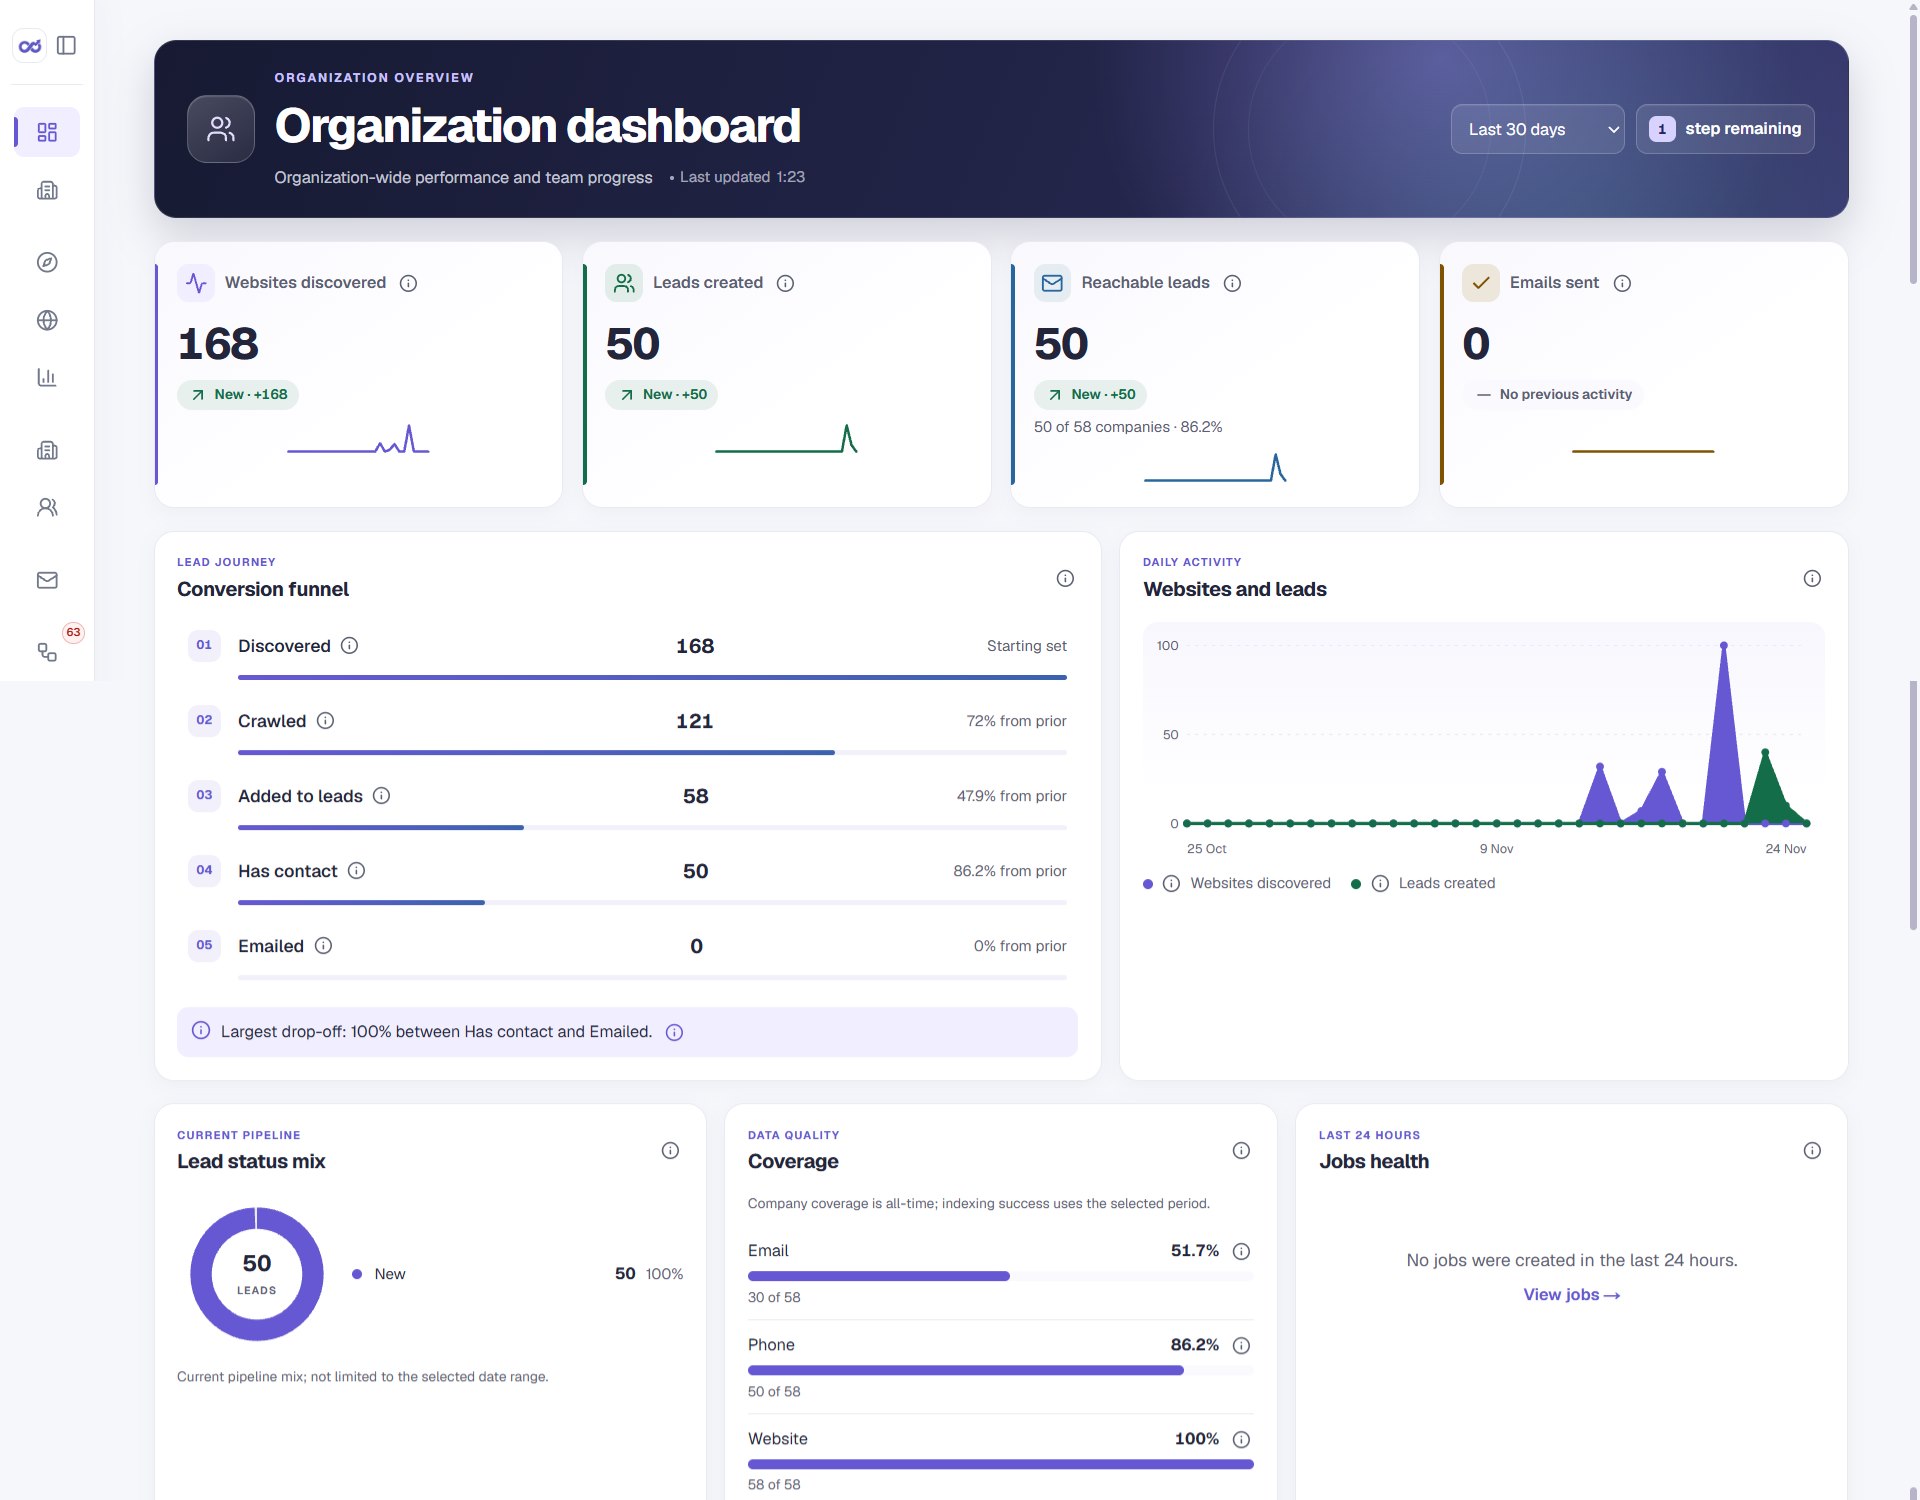 ORGANIZATION OVERVIEW
Organization dashboard
Organization-wide performance and team progress • Last updated 1:23
Last 30 days
1 step remaining
Websites discovered
168
New · +168
Leads created
50
New · +50
Reachable leads
50
New · +50
50 of 58 companies · 86.2%
Emails sent
0
— No previous activity
63
LEAD JOURNEY
Conversion funnel
01 Discovered 168 Starting set
02 Crawled 121 72% from prior
03 Added to leads 58 47.9% from prior
04 Has contact 50 86.2% from prior
05 Emailed 0 0% from prior
Largest drop-off: 100% between Has contact and Emailed.
DAILY ACTIVITY
Websites and leads
100
50
0
25 Oct 9 Nov 24 Nov
Websites discovered Leads created
CURRENT PIPELINE
Lead status mix
50
LEADS
New 50 100%
Current pipeline mix; not limited to the selected date range.
DATA QUALITY
Coverage
Company coverage is all-time; indexing success uses the selected period.
Email 51.7%
30 of 58
Phone 86.2%
50 of 58
Website 100%
58 of 58
LAST 24 HOURS
Jobs health
No jobs were created in the last 24 hours.
View jobs →